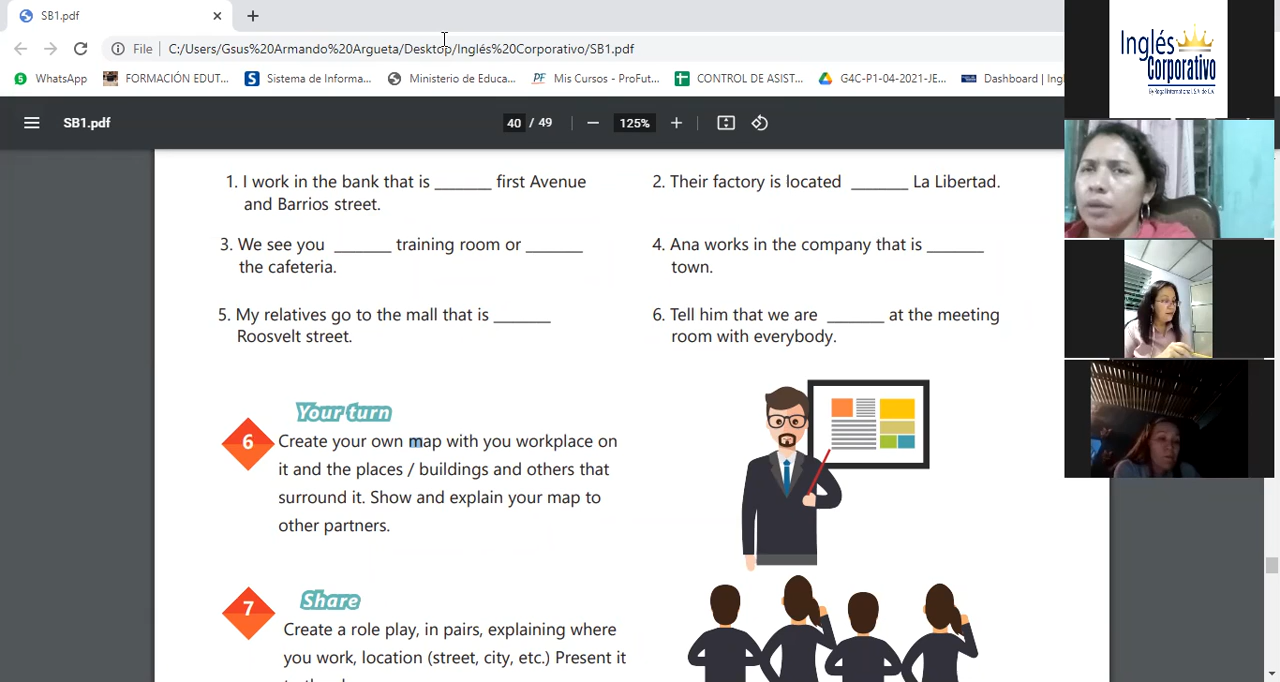 SB1.pdf
File C:/Users/Gsus%20Armando%20Argueta/Desktop/Inglés%20Corporativo/SB1.pdf
WhatsApp FORMACIÓN EDUT... Sistema de Informa... Ministerio de Educa... PF Mis Cursos - ProFut... CONTROL DE ASIST... G4C-P1-04-2021-JE... Dashboard | Ingl
SB1.pdf 40 / 49 125%
Inglés
Corporativo
1. I work in the bank that is _______ first Avenue
and Barrios street.
2. Their factory is located _______ La Libertad.
3. We see you _______ training room or _______
the cafeteria.
4. Ana works in the company that is _______
town.
5. My relatives go to the mall that is _______
Roosvelt street.
6. Tell him that we are _______ at the meeting
room with everybody.
6
Your turn
Create your own map with you workplace on
it and the places / buildings and others that
surround it. Show and explain your map to
other partners.
7
Share
Create a role play, in pairs, explaining where
you work, location (street, city, etc.) Present it